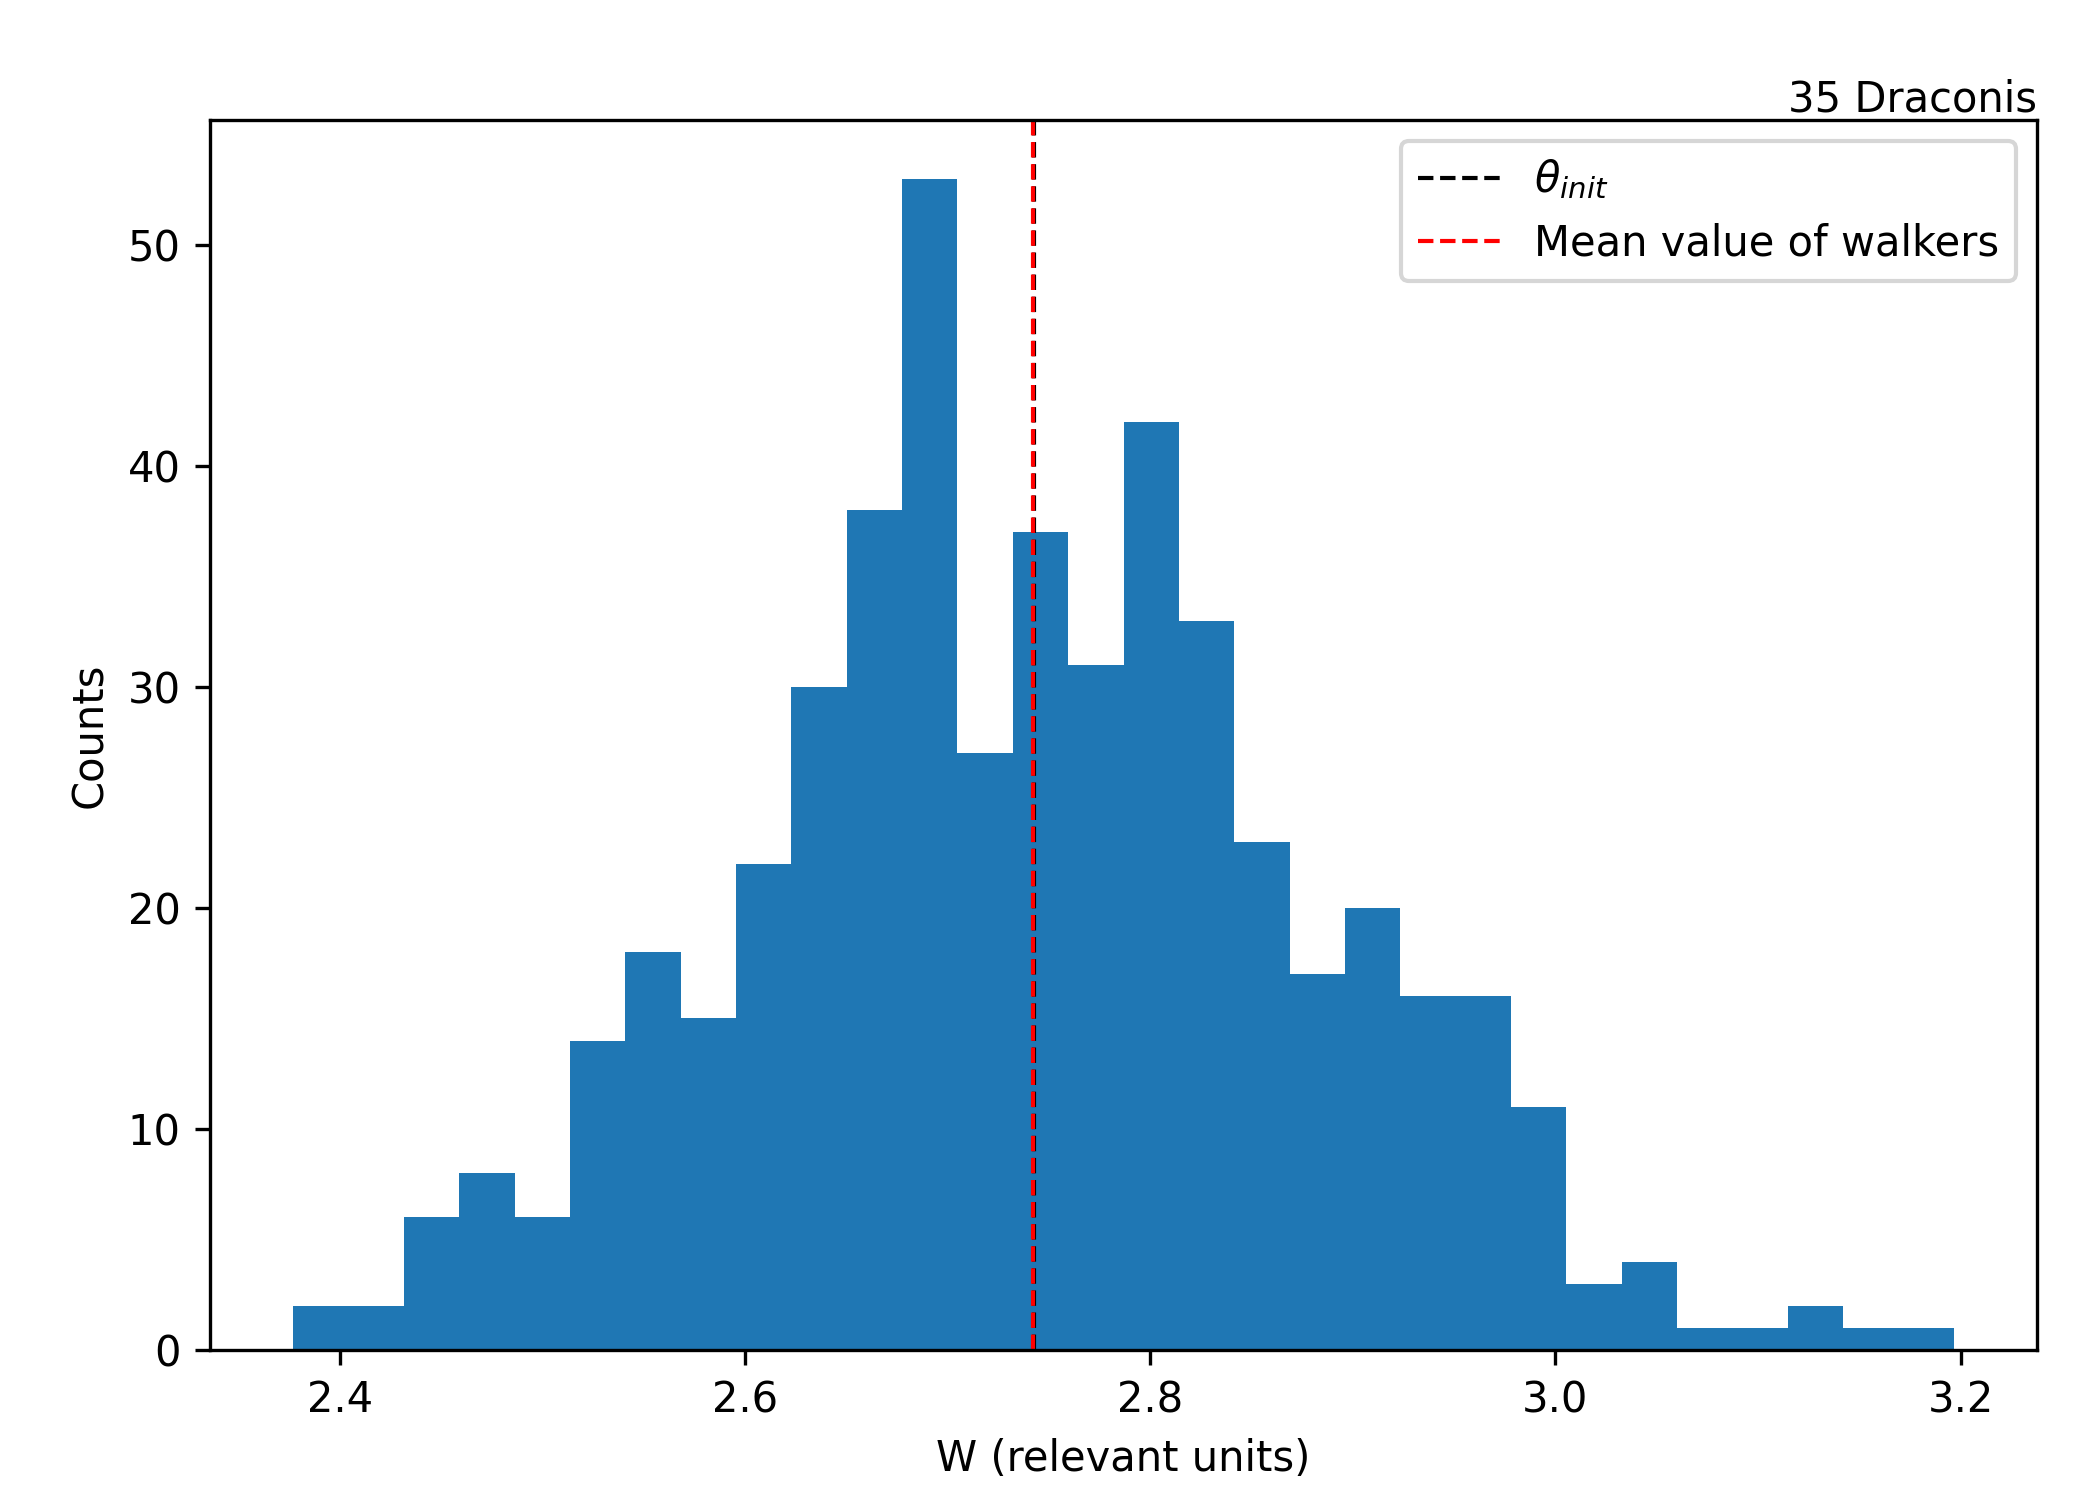 35 Draconis
θ_init
Mean value of walkers
Counts
50
40
30
20
10
0
2.4 2.6 2.8 3.0 3.2
W (relevant units)